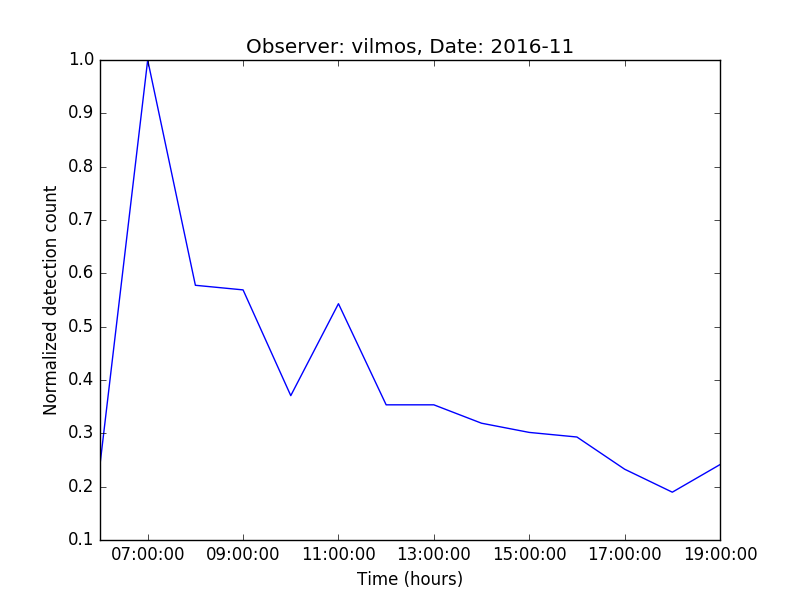 Observer: vilmos, Date: 2016-11
1.0
0.9
0.8
0.7
0.6
0.5
0.4
0.3
0.2
0.1
Normalized detection count
07:00:00 09:00:00 11:00:00 13:00:00 15:00:00 17:00:00 19:00:00
Time (hours)